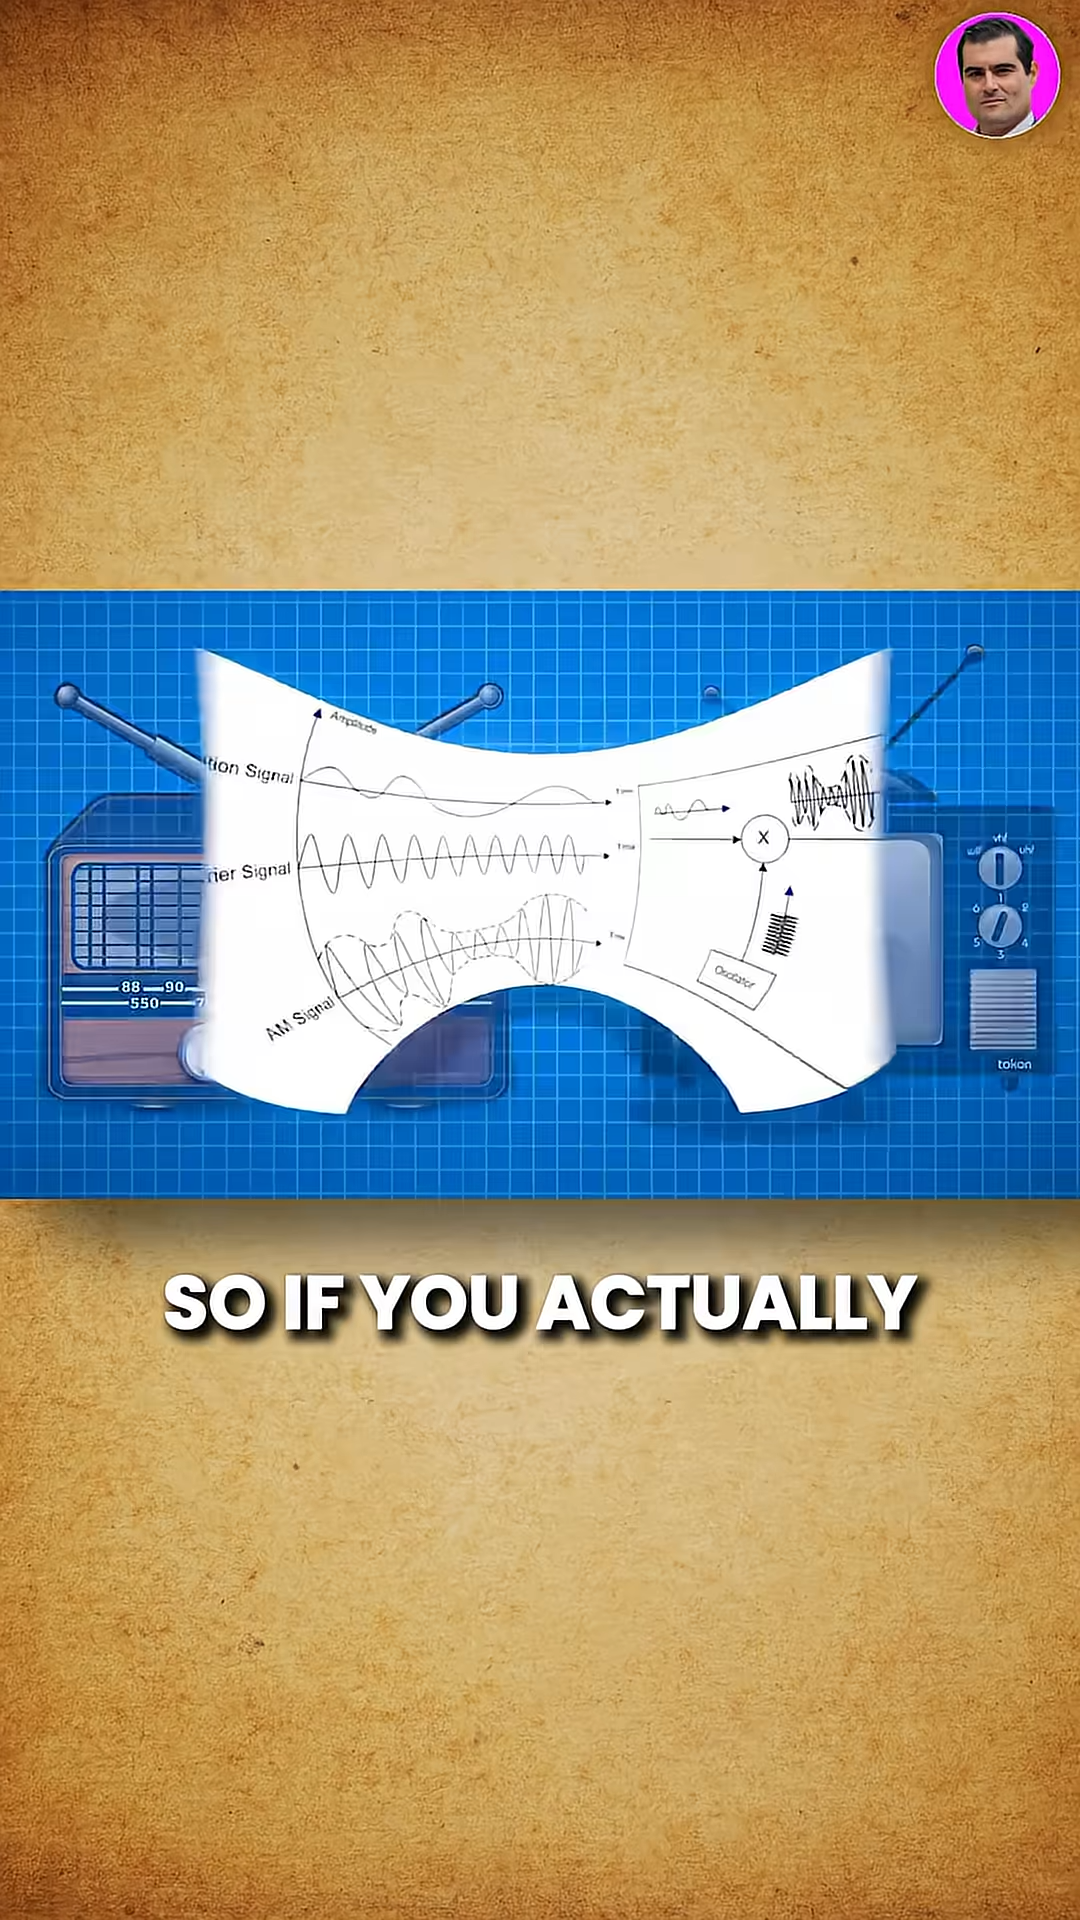 Amplitude
tion Signal
Time
rier Signal
Time
AM Signal
Time
X
Oscillator
88 90
550 7
vhf
uhf
1
6 2
5 4
3
tokon
SO IF YOU ACTUALLY